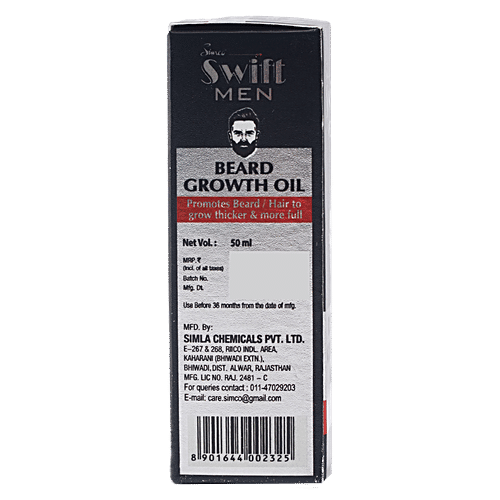 Simco
Swift
MEN
BEARD
GROWTH OIL
Promotes Beard / Hair to
grow thicker & more full
Net Vol.: 50 ml
MRP. ₹
(Incl. of all taxes)
Batch No.
Mfg. Dt.
Use Before 36 months from the date of mfg.
MFD. By:
SIMLA CHEMICALS PVT. LTD.
E-267 & 268, RIICO INDL. AREA,
KAHARANI (BHIWADI EXTN.),
BHIWADI,DIST. ALWAR, RAJASTHAN
MFG. LIC NO. RAJ. 2481 - C
For queries contact : 011-47029203
E-mail: care.simco@gmail.com
8 901644 002325